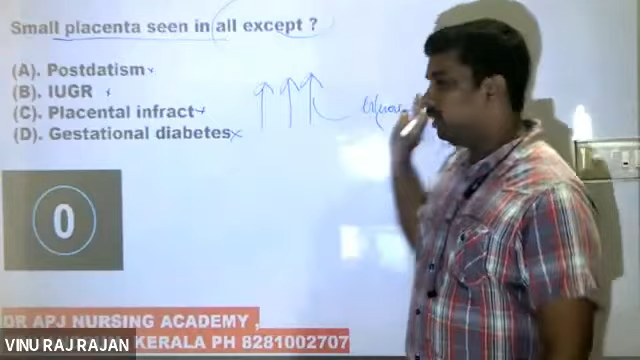 Small placenta seen in all except ?
(A). Postdatism
(B). IUGR
(C). Placental infract
(D). Gestational diabetes
0
DR APJ NURSING ACADEMY ,
KERALA PH 8281002707
VINU RAJ RAJAN